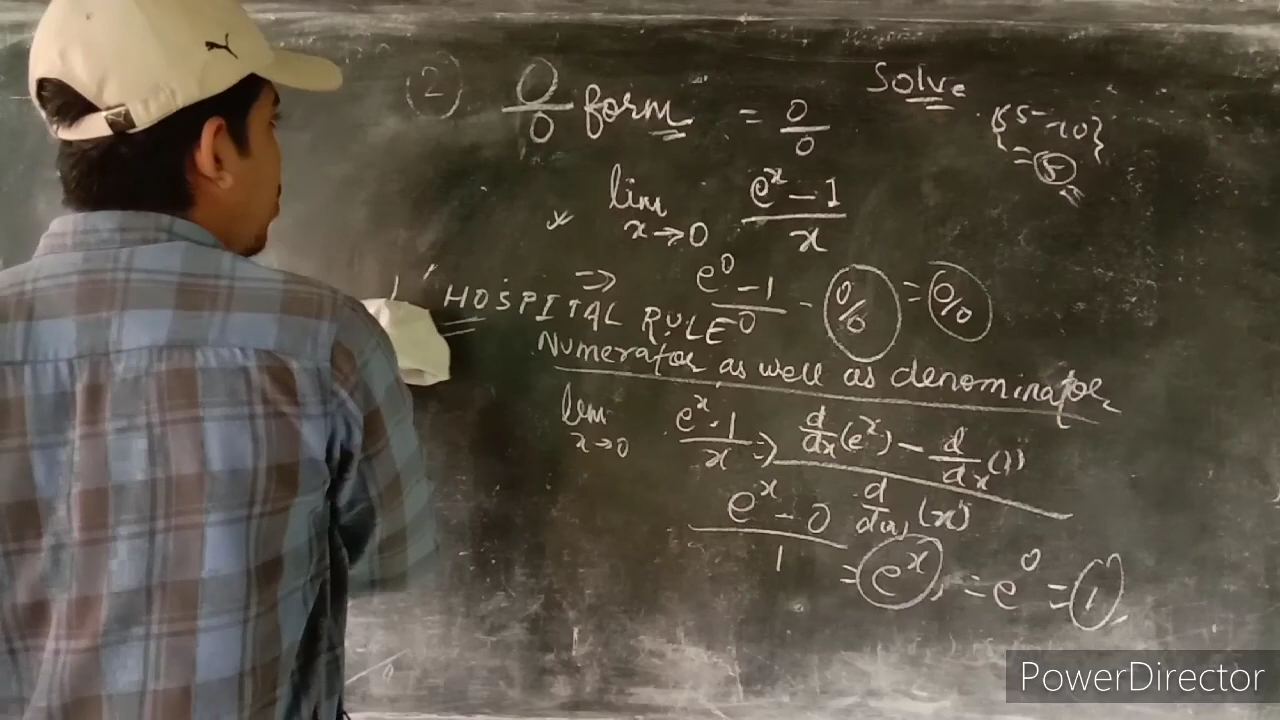 ② 0/0 form = 0/0
Solve
{5 - 10}
= 5
lim x→0 (e^x - 1)/x
⇒ (e^0 - 1)/0 - 0/0 = 0/0
L' HOSPITAL RULE
Numerator as well as denominator
lim x→0 (e^x - 1)/x ⇒ (d/dx (e^x) - d/dx (1)) / (d/dx (x))
(e^x - 0)/1 = e^x, = e^0 = 1
PowerDirector